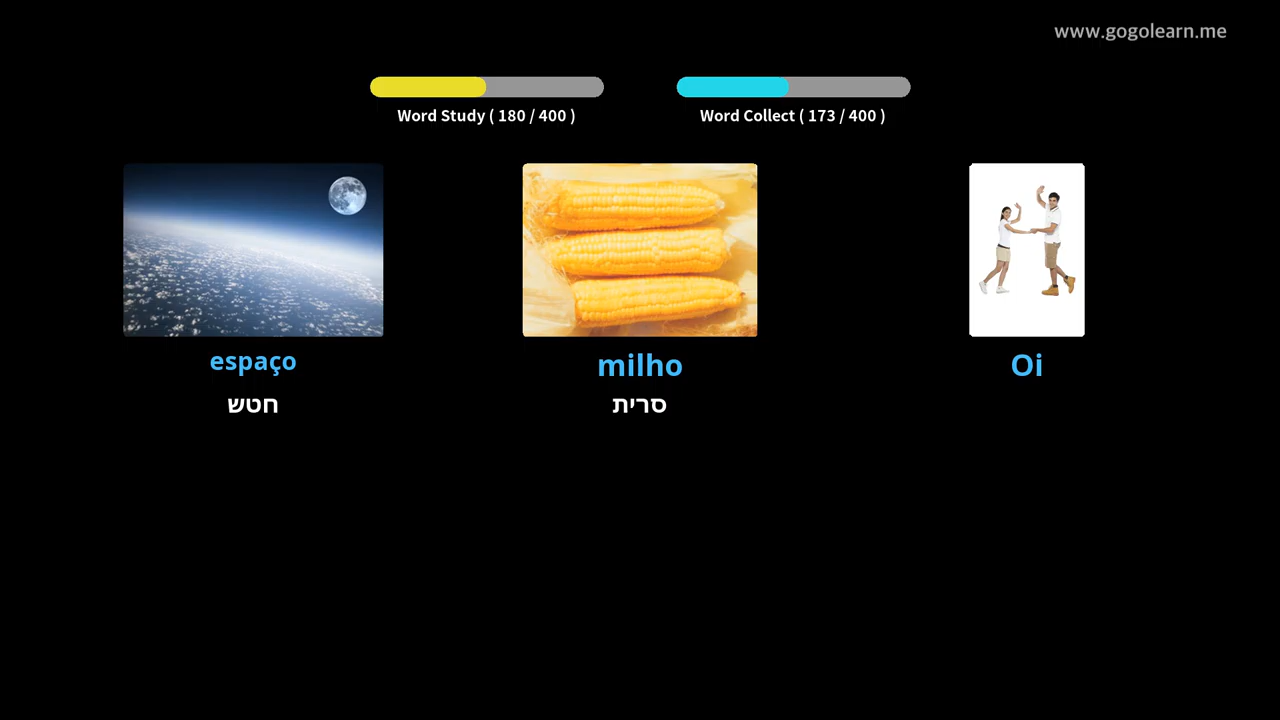 www.gogolearn.me
Word Study ( 180 / 400 )
Word Collect ( 173 / 400 )
espaço
חטש
milho
סרית
Oi